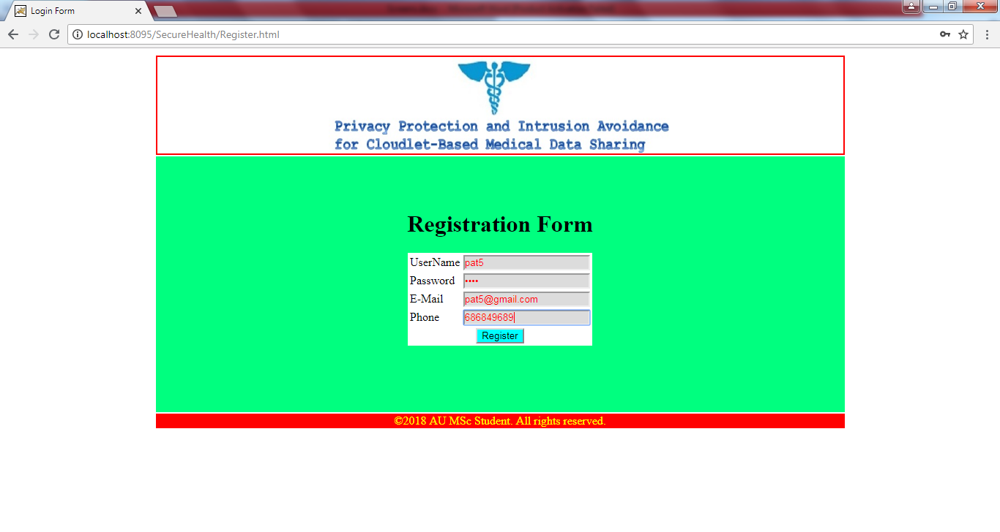 Login Form
localhost:8095/SecureHealth/Register.html
Privacy Protection and Intrusion Avoidance
for Cloudlet-Based Medical Data Sharing
Registration Form
UserName pat5
Password ••••
E-Mail pat5@gmail.com
Phone 686849689
Register
©2018 AU MSc Student. All rights reserved.